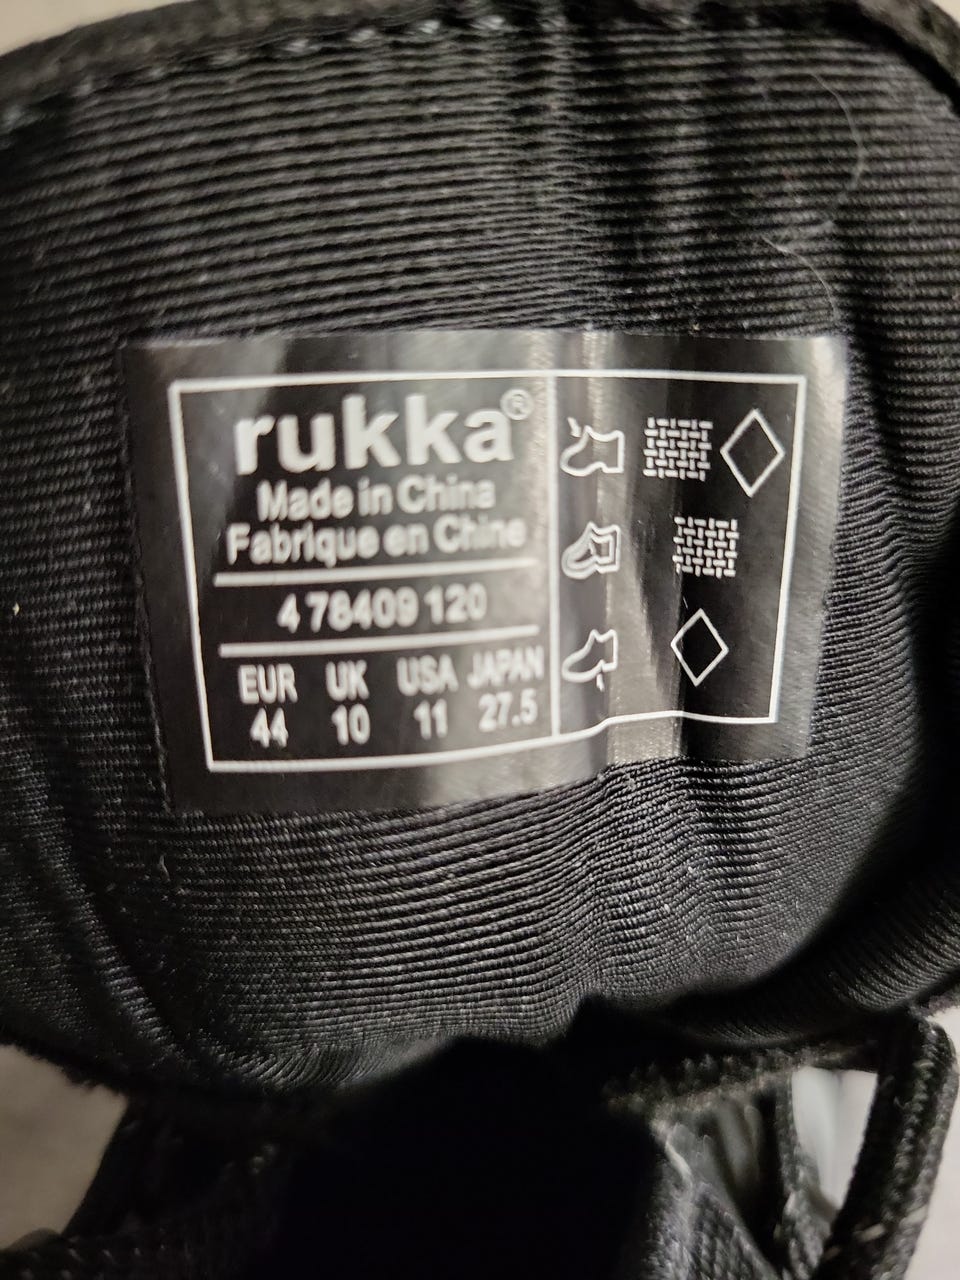 rukka®
Made in China
Fabrique en Chine
4 78409 120
EUR UK USA JAPAN
44 10 11 27.5